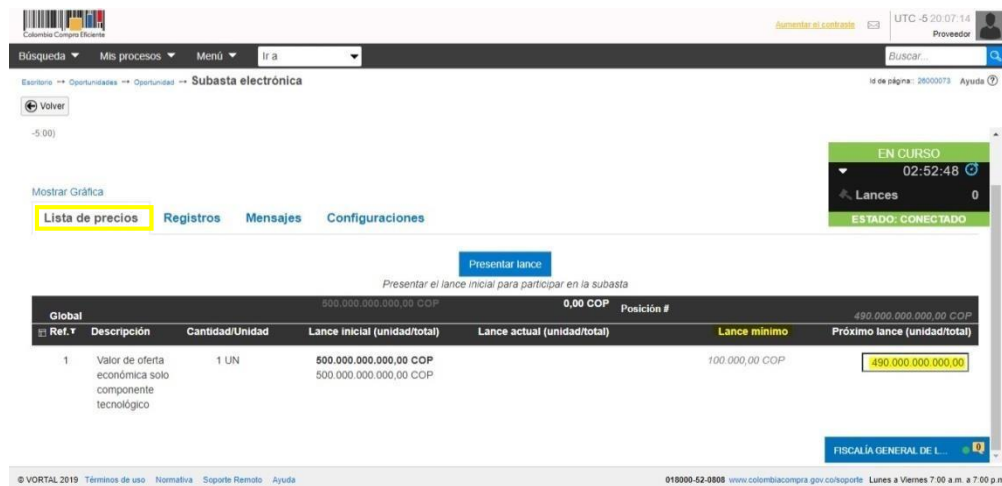 Colombia Compra Eficiente
Aumentar el contraste
UTC -5 20:07:14
Proveedor
Búsqueda Mis procesos Menú Ir a Buscar...
Escritorio → Oportunidades → Oportunidad → Subasta electrónica
Id de página:: 26000073 Ayuda ?
Volver
-5:00)
EN CURSO
02:52:48
Mostrar Gráfica
Lances 0
Lista de precios Registros Mensajes Configuraciones
ESTADO: CONECTADO
Presentar lance
Presentar el lance inicial para participar en la subasta
Global 500.000.000.000,00 COP 0,00 COP Posición # 490.000.000.000,00 COP
Ref. Descripción Cantidad/Unidad Lance inicial (unidad/total) Lance actual (unidad/total) Lance mínimo Próximo lance (unidad/total)
1 Valor de oferta 1 UN 500.000.000.000,00 COP 100.000,00 COP 490.000.000.000,00
económica solo 500.000.000.000,00 COP
componente
tecnológico
FISCALÍA GENERAL DE L... 0
© VORTAL 2019 Términos de uso Normativa Soporte Remoto Ayuda 018000-52-0808 www.colombiacompra.gov.co/soporte Lunes a Viernes 7:00 a.m. a 7:00 p.m